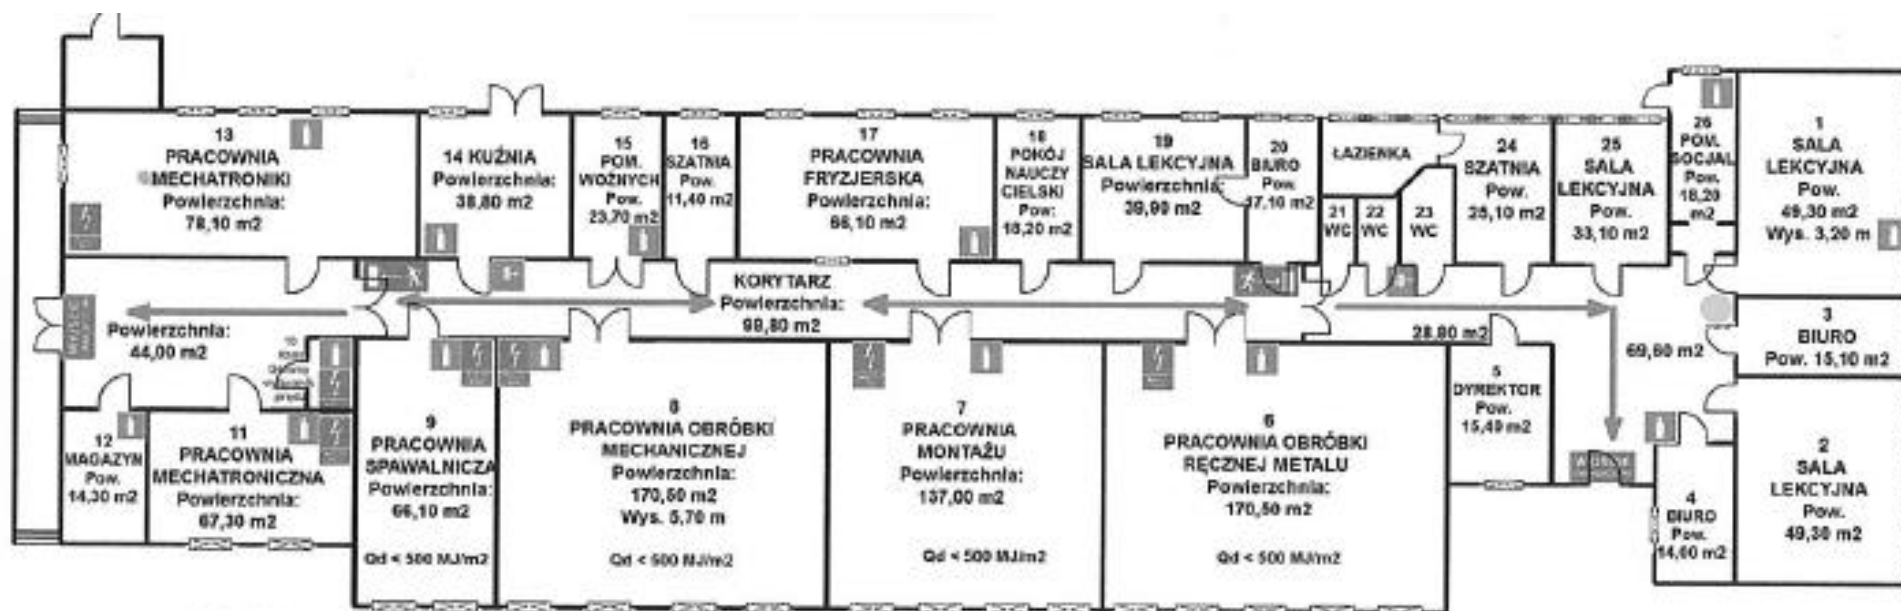 13
PRACOWNIA
MECHATRONIKI
Powierzchnia:
78,10 m2
14 KUŹNIA
Powierzchnia:
38,80 m2
15
POM.
WOŹNYCH
Pow.
23,70 m2
16
SZATNIA
Pow.
11,40 m2
17
PRACOWNIA
FRYZJERSKA
Powierzchnia:
66,10 m2
18
POKÓJ
NAUCZY
CIELSKI
Pow:
18,20 m2
19
SALA LEKCYJNA
Powierzchnia:
39,90 m2
20
BIURO
Pow.
17,10 m2
ŁAZIENKA
21
WC
22
WC
23
WC
24
SZATNIA
Pow.
25,10 m2
25
SALA
LEKCYJNA
Pow.
33,10 m2
26
POM.
SOCJAL
Pow.
18,20
m2
1
SALA
LEKCYJNA
Pow.
49,30 m2
Wys. 3,20 m
KORYTARZ
Powierzchnia:
99,80 m2
Powierzchnia:
44,00 m2
28,80 m2
69,60 m2
3
BIURO
Pow. 15,10 m2
12
MAGAZYN
Pow.
14,30 m2
11
PRACOWNIA
MECHATRONICZNA
Powierzchnia:
67,30 m2
9
PRACOWNIA
SPAWALNICZA
Powierzchnia:
66,10 m2
Qd < 500 MJ/m2
8
PRACOWNIA OBRÓBKI
MECHANICZNEJ
Powierzchnia:
170,50 m2
Wys. 5,70 m
Qd < 500 MJ/m2
7
PRACOWNIA
MONTAŻU
Powierzchnia:
137,00 m2
Qd < 500 MJ/m2
6
PRACOWNIA OBRÓBKI
RĘCZNEJ METALU
Powierzchnia:
170,50 m2
Qd < 500 MJ/m2
5
DYREKTOR
Pow.
15,40 m2
4
BIURO
Pow.
14,00 m2
2
SALA
LEKCYJNA
Pow.
49,30 m2